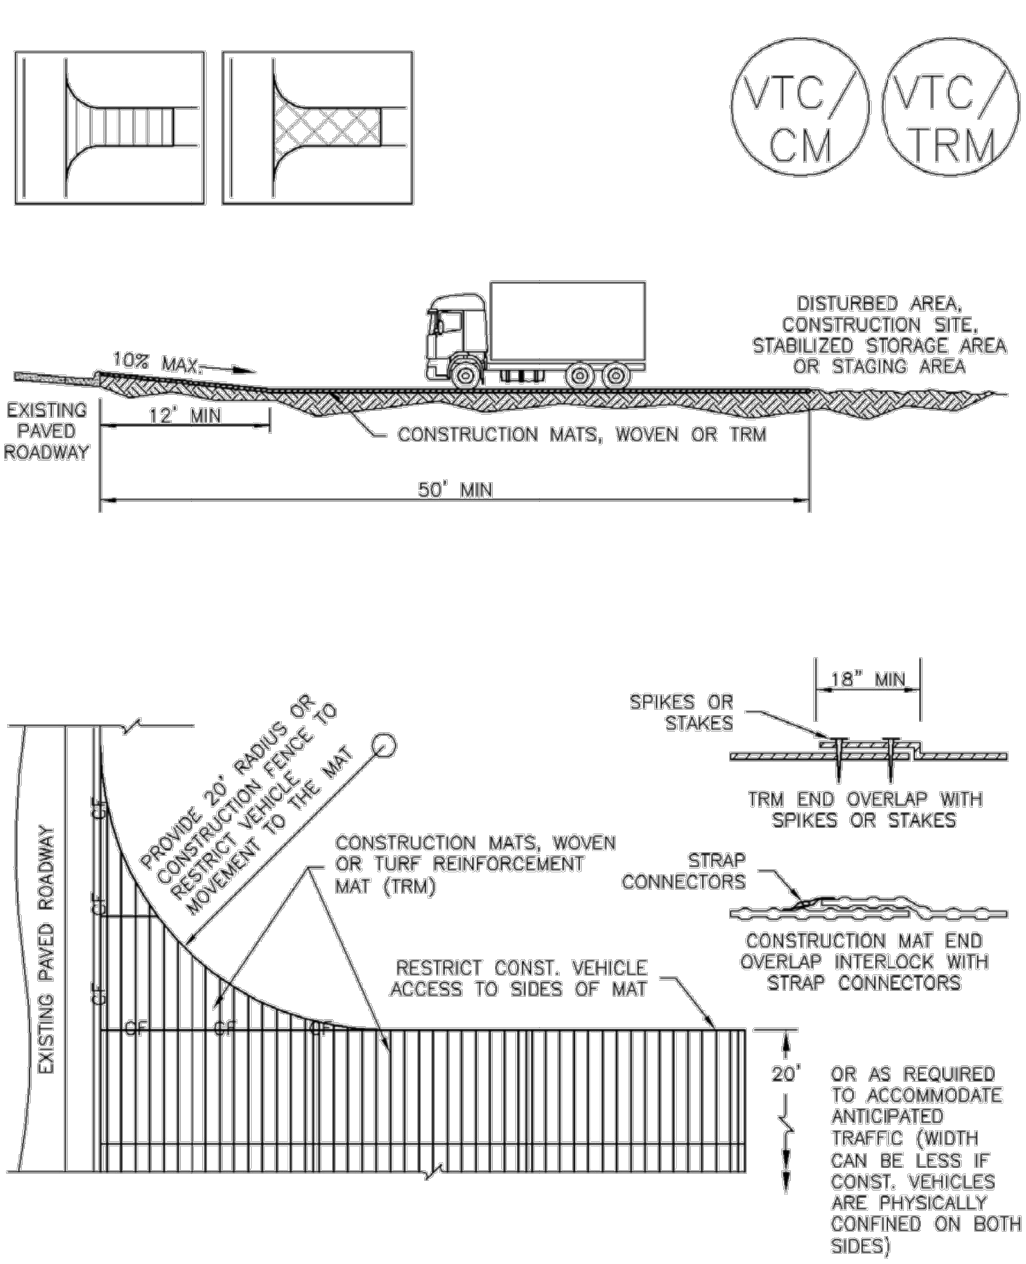 VTC/
CM
VTC/
TRM
DISTURBED AREA,
CONSTRUCTION SITE,
STABILIZED STORAGE AREA
OR STAGING AREA
10% MAX.
EXISTING
PAVED
ROADWAY
12' MIN
CONSTRUCTION MATS, WOVEN OR TRM
50' MIN
18" MIN
SPIKES OR
STAKES
TRM END OVERLAP WITH
SPIKES OR STAKES
PROVIDE 20' RADIUS OR
CONSTRUCTION FENCE TO
RESTRICT VEHICLE
MOVEMENT TO THE MAT
CONSTRUCTION MATS, WOVEN
OR TURF REINFORCEMENT
MAT (TRM)
STRAP
CONNECTORS
CONSTRUCTION MAT END
OVERLAP INTERLOCK WITH
STRAP CONNECTORS
RESTRICT CONST. VEHICLE
ACCESS TO SIDES OF MAT
EXISTING PAVED ROADWAY
CF
CF
CF
CF
CF
CF
20'
OR AS REQUIRED
TO ACCOMMODATE
ANTICIPATED
TRAFFIC (WIDTH
CAN BE LESS IF
CONST. VEHICLES
ARE PHYSICALLY
CONFINED ON BOTH
SIDES)